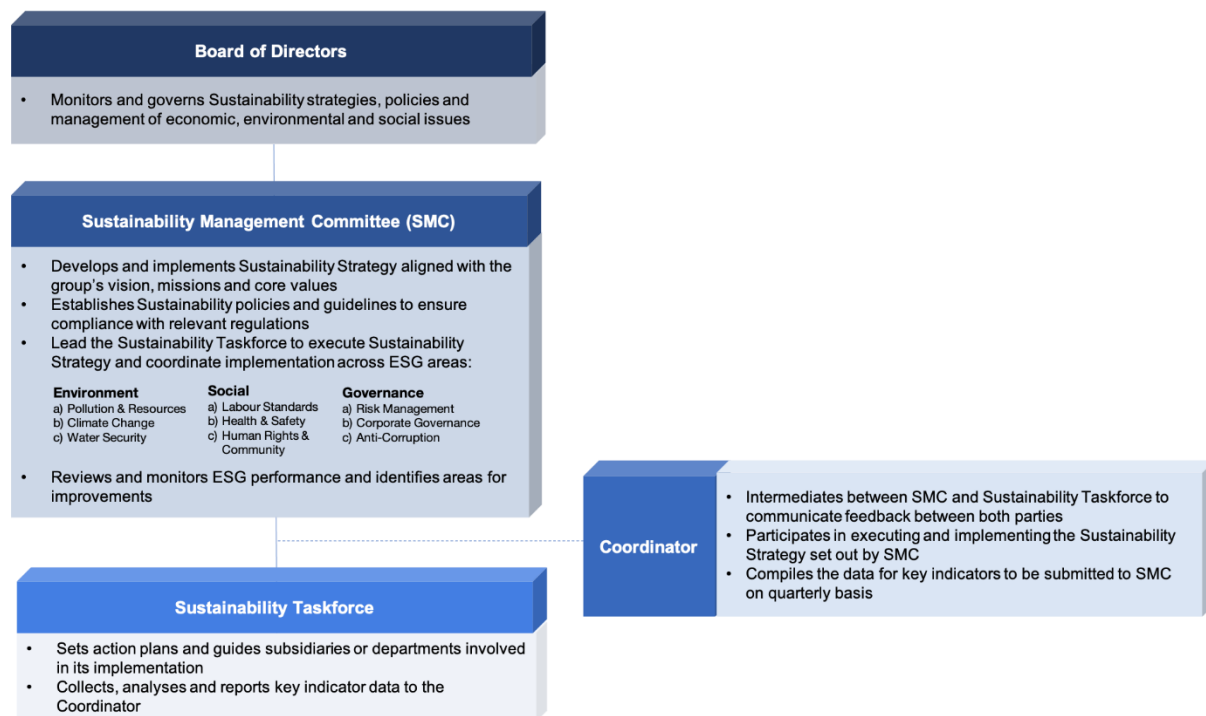 Board of Directors
• Monitors and governs Sustainability strategies, policies and
management of economic, environmental and social issues
Sustainability Management Committee (SMC)
• Develops and implements Sustainability Strategy aligned with the
group's vision, missions and core values
• Establishes Sustainability policies and guidelines to ensure
compliance with relevant regulations
• Lead the Sustainability Taskforce to execute Sustainability
Strategy and coordinate implementation across ESG areas:
Environment
a) Pollution & Resources
b) Climate Change
c) Water Security
Social
a) Labour Standards
b) Health & Safety
c) Human Rights &
Community
Governance
a) Risk Management
b) Corporate Governance
c) Anti-Corruption
• Reviews and monitors ESG performance and identifies areas for
improvements
Coordinator
• Intermediates between SMC and Sustainability Taskforce to
communicate feedback between both parties
• Participates in executing and implementing the Sustainability
Strategy set out by SMC
• Compiles the data for key indicators to be submitted to SMC
on quarterly basis
Sustainability Taskforce
• Sets action plans and guides subsidiaries or departments involved
in its implementation
• Collects, analyses and reports key indicator data to the
Coordinator